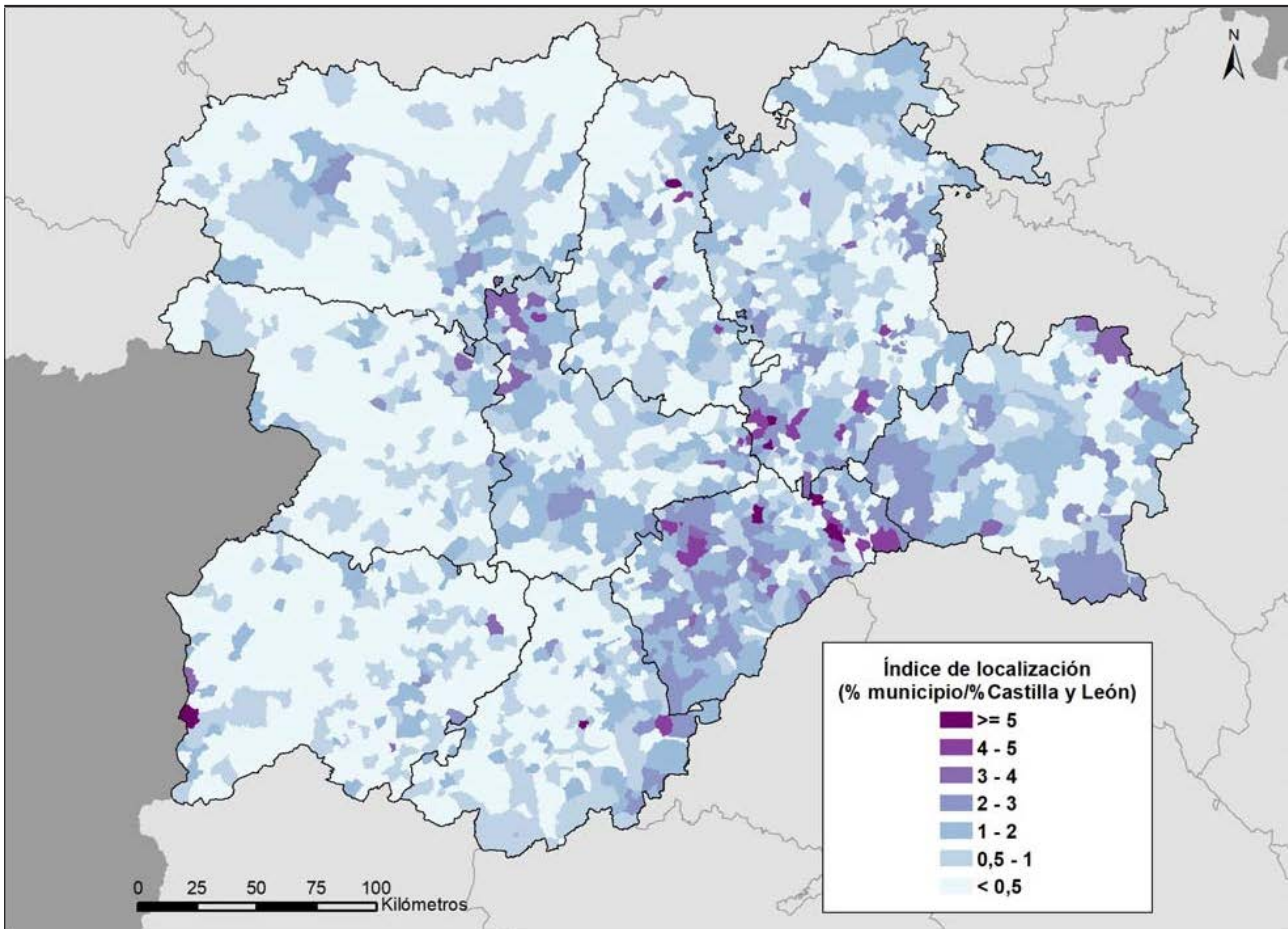 N
Índice de localización
(% municipio/%Castilla y León)
>= 5
4 - 5
3 - 4
2 - 3
1 - 2
0,5 - 1
< 0,5
0 25 50 75 100
Kilómetros